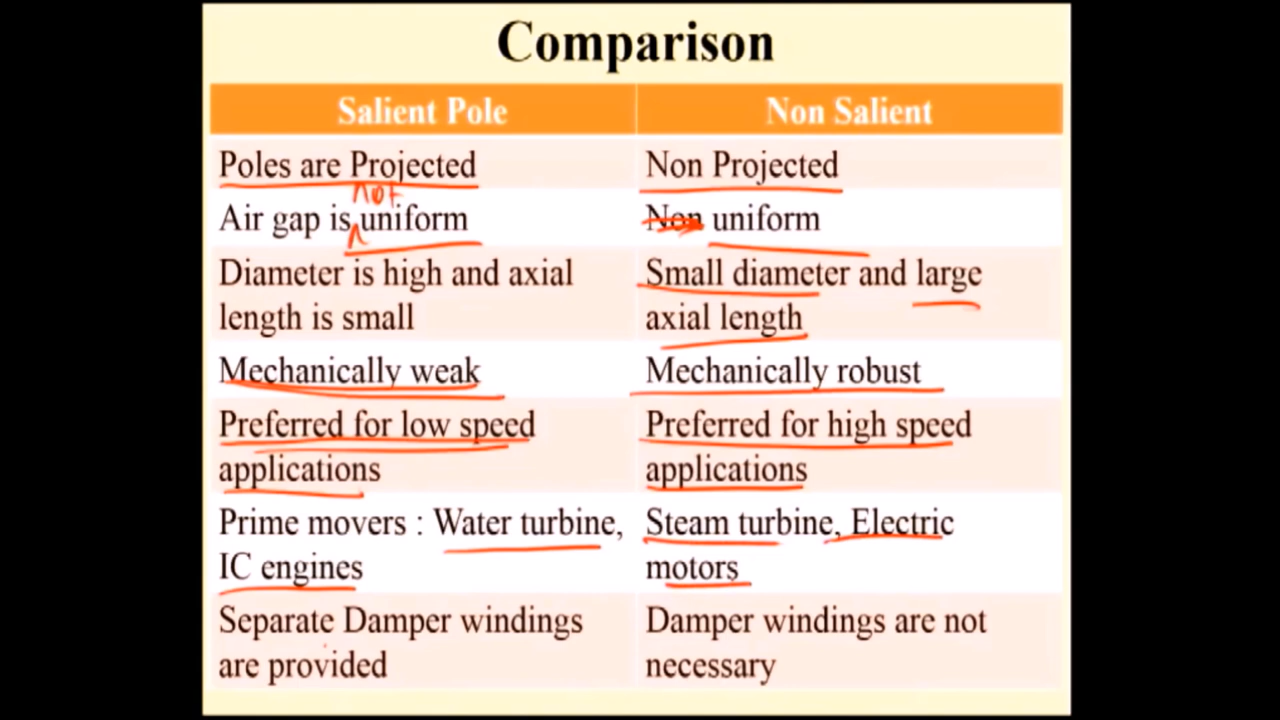 Comparison
Salient Pole
Non Salient
Poles are Projected
Non Projected
not
Air gap is uniform
Non uniform
Diameter is high and axial
length is small
Small diameter and large
axial length
Mechanically weak
Mechanically robust
Preferred for low speed
applications
Preferred for high speed
applications
Prime movers : Water turbine,
IC engines
Steam turbine, Electric
motors
Separate Damper windings
are provided
Damper windings are not
necessary